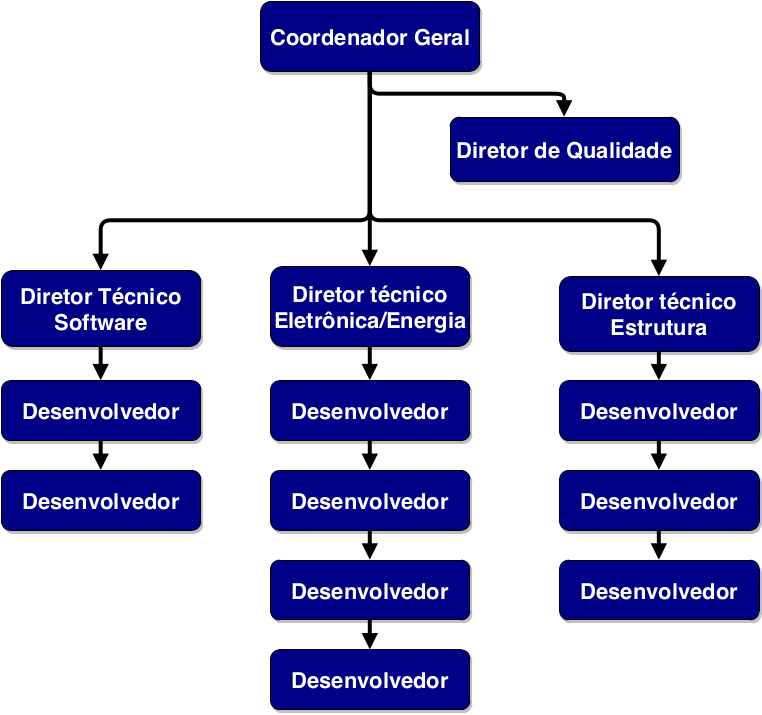 Coordenador Geral
Diretor de Qualidade
Diretor Técnico
Software
Diretor técnico
Eletrônica/Energia
Diretor técnico
Estrutura
Desenvolvedor
Desenvolvedor
Desenvolvedor
Desenvolvedor
Desenvolvedor
Desenvolvedor
Desenvolvedor
Desenvolvedor
Desenvolvedor